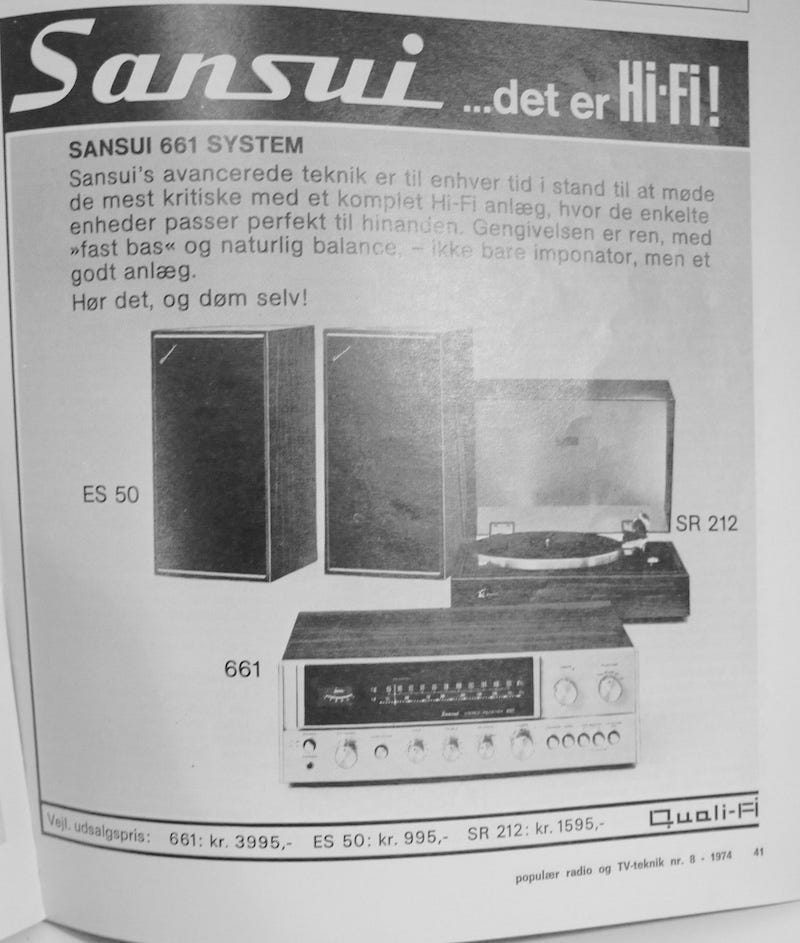 Sansui ...det er Hi-Fi!
SANSUI 661 SYSTEM
Sansui's avancerede teknik er til enhver tid i stand til at møde
de mest kritiske med et komplet Hi-Fi anlæg, hvor de enkelte
enheder passer perfekt til hinanden. Gengivelsen er ren, med
»fast bas« og naturlig balance, – ikke bare imponator, men et
godt anlæg.
Hør det, og døm selv!
ES 50
SR 212
661
Sansui
Vejl. udsalgspris: 661: kr. 3995,- ES 50: kr. 995,- SR 212: kr. 1595,-
Quali-Fi
populær radio og TV-teknik nr. 8 - 1974 41